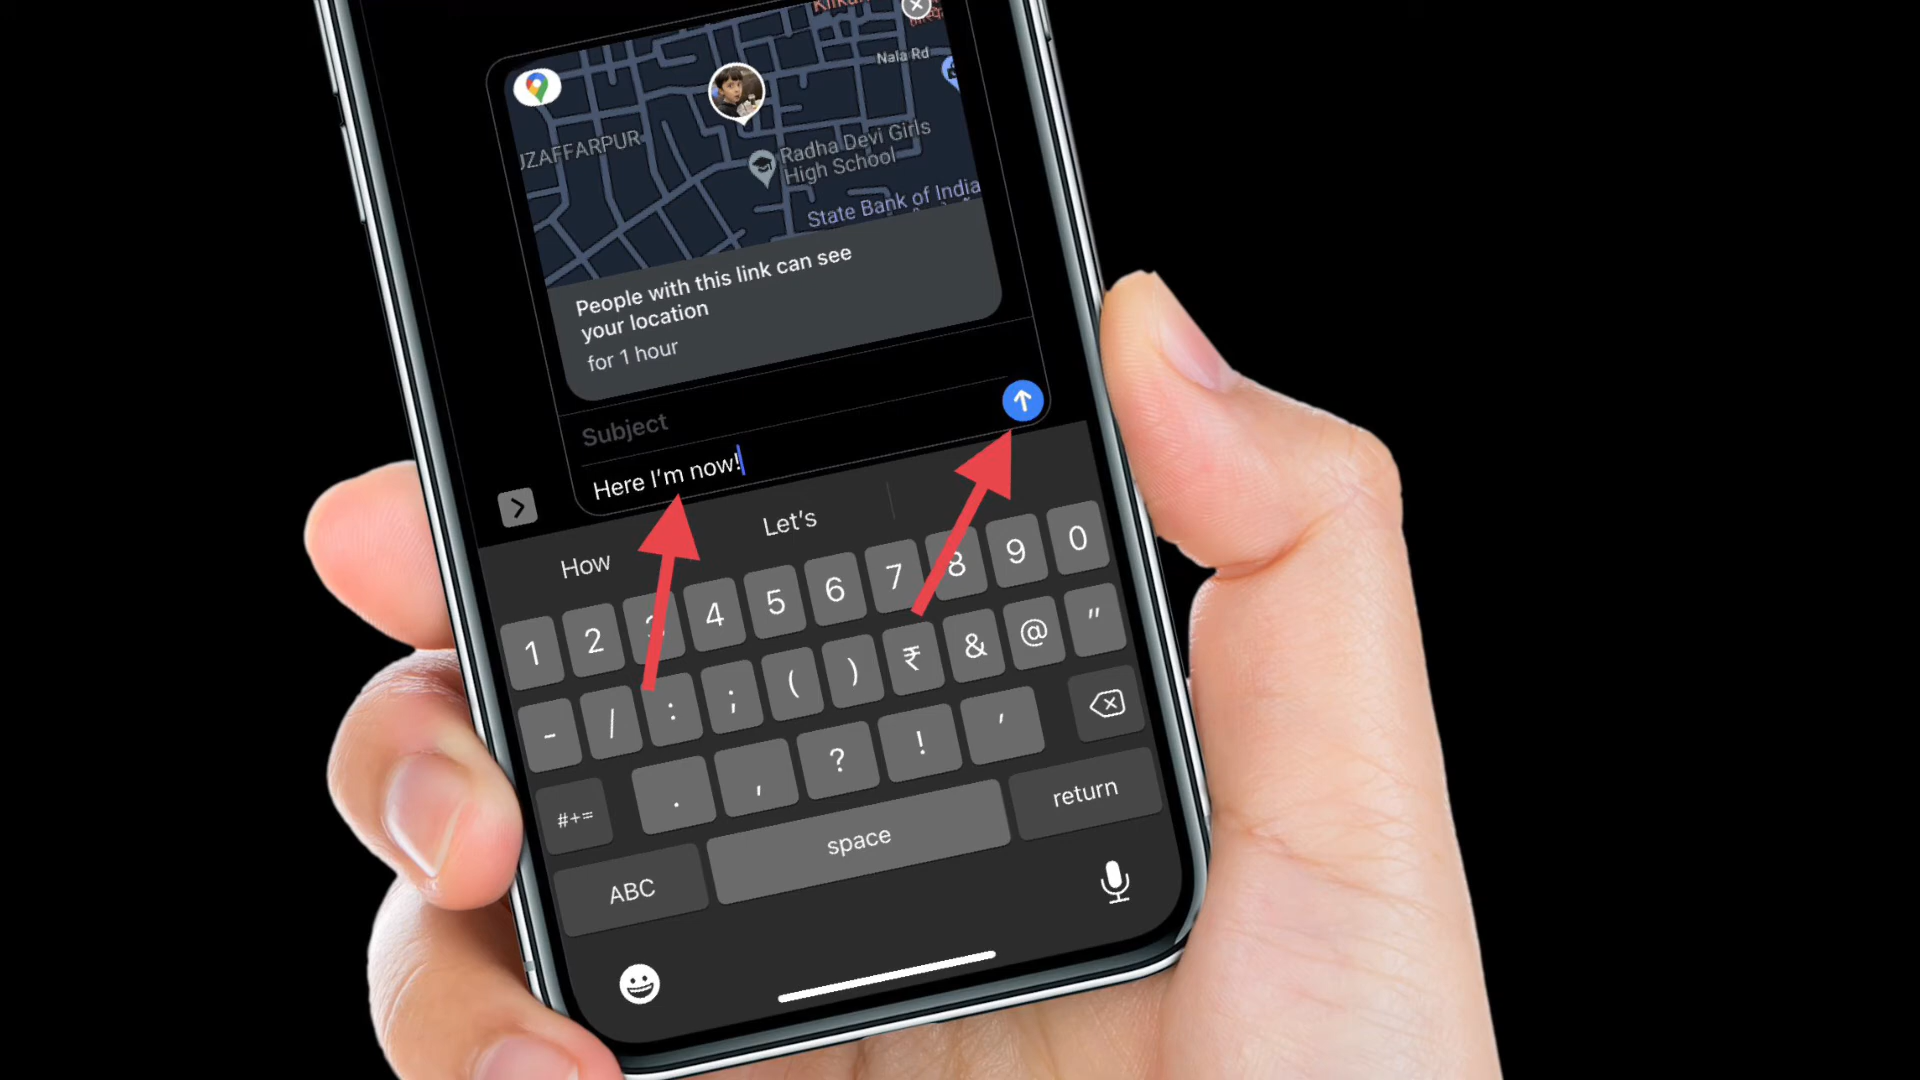 Nala Rd
UZAFFARPUR
Radha Devi Girls
High School
State Bank of India
People with this link can see
your location
for 1 hour
Subject
Here I'm now!
How
Let's
1 2 3 4 5 6 7 8 9 0
- / : ; ( ) ₹ & @ "
#+= . , ? ! '
ABC space return